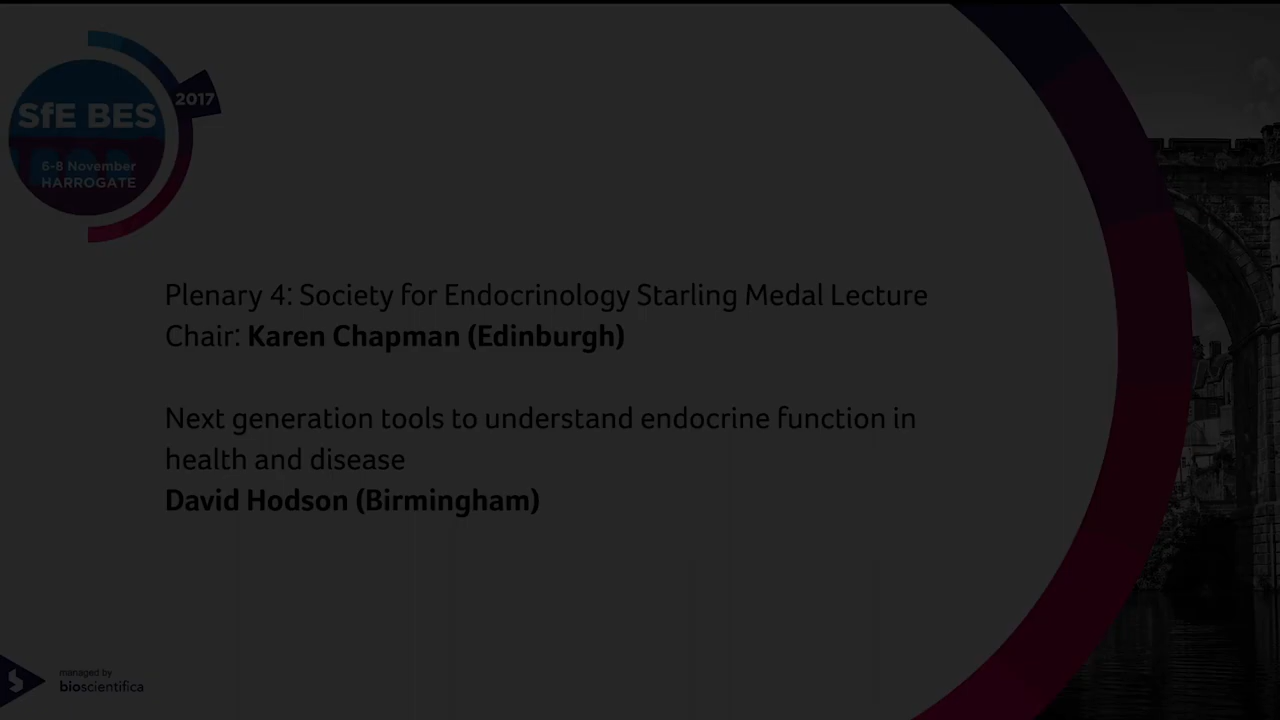 SfE BES
2017
6-8 November
HARROGATE
Plenary 4: Society for Endocrinology Starling Medal Lecture
Chair: Karen Chapman (Edinburgh)
Next generation tools to understand endocrine function in
health and disease
David Hodson (Birmingham)
managed by
bioscientifica